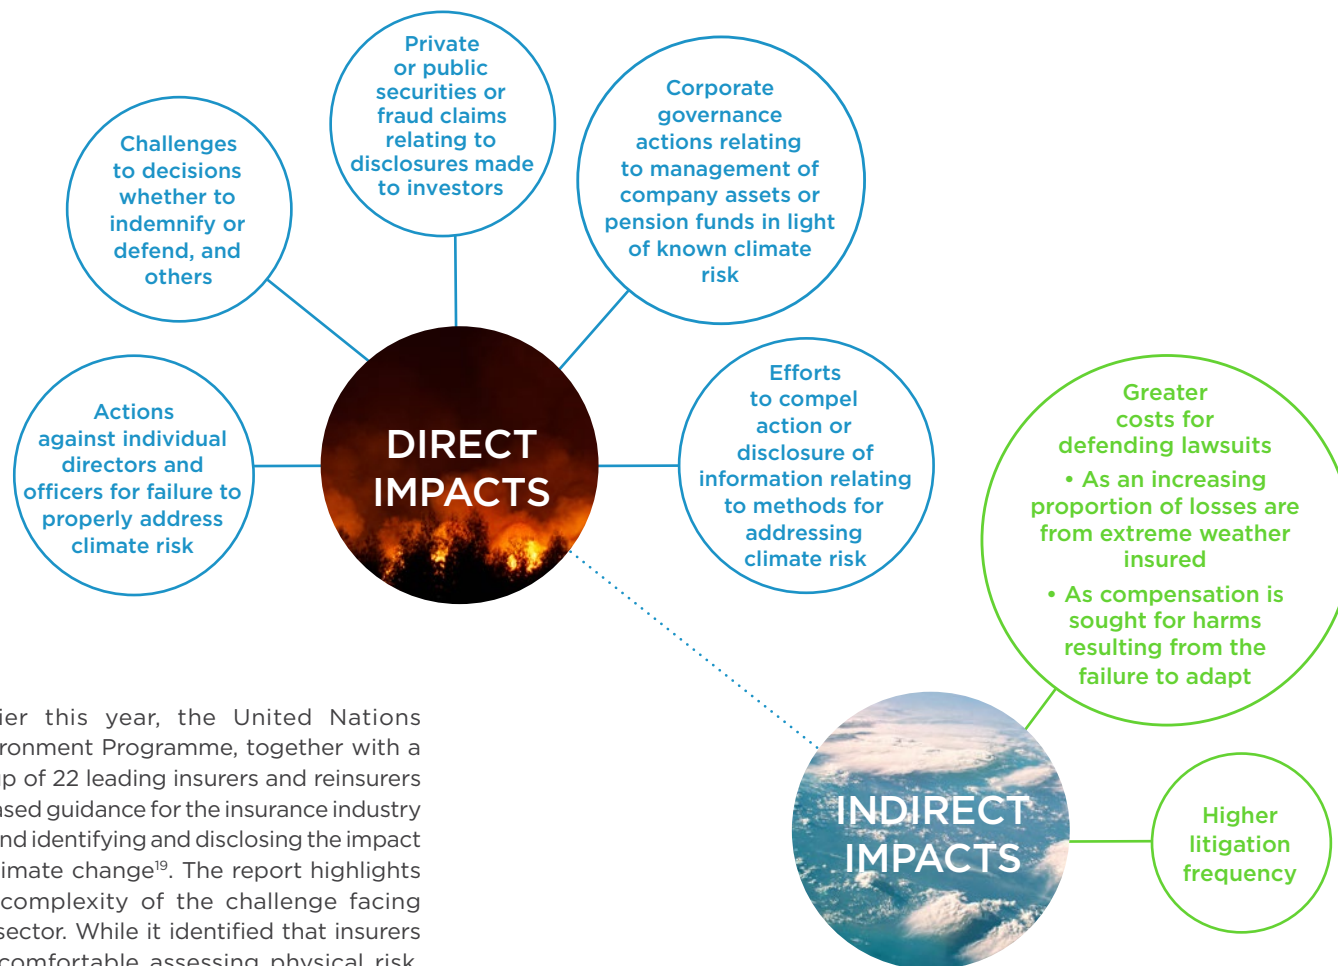 Private
or public
securities or
fraud claims
relating to
disclosures made
to investors
Corporate
governance
actions relating
to management of
company assets or
pension funds in light
of known climate
risk
Challenges
to decisions
whether to
indemnify or
defend, and
others
Efforts
to compel
action or
disclosure of
information relating
to methods for
addressing
climate risk
Actions
against individual
directors and
officers for failure to
properly address
climate risk
DIRECT
IMPACTS
Greater
costs for
defending lawsuits
• As an increasing
proportion of losses are
from extreme weather
insured
• As compensation is
sought for harms
resulting from the
failure to adapt
INDIRECT
IMPACTS
Higher
litigation
frequency
this year, the United Nations
Programme, together with a
of 22 leading insurers and reinsurers
guidance for the insurance industry
identifying and disclosing the impact
change¹⁹. The report highlights
complexity of the challenge facing
sector. While it identified that insurers
comfortable assessing physical risk,